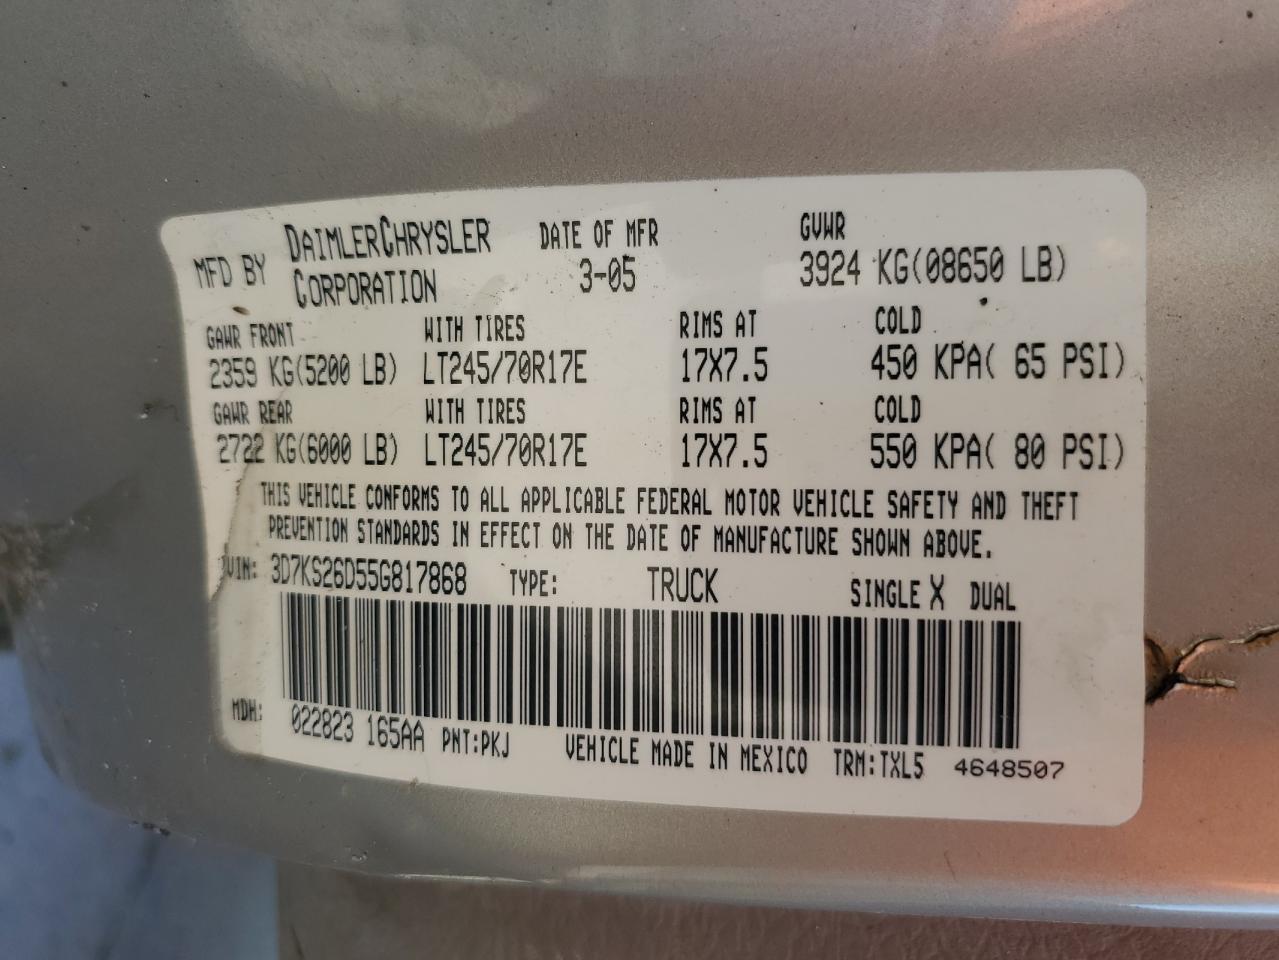 MFD BY DAIMLERCHRYSLER CORPORATION DATE OF MFR 3-05 GVWR 3924 KG(08650 LB)
GAWR FRONT WITH TIRES RIMS AT COLD
2359 KG(5200 LB) LT245/70R17E 17X7.5 450 KPA( 65 PSI)
GAWR REAR WITH TIRES RIMS AT COLD
2722 KG(6000 LB) LT245/70R17E 17X7.5 550 KPA( 80 PSI)
THIS VEHICLE CONFORMS TO ALL APPLICABLE FEDERAL MOTOR VEHICLE SAFETY AND THEFT
PREVENTION STANDARDS IN EFFECT ON THE DATE OF MANUFACTURE SHOWN ABOVE.
VIN: 3D7KS26D55G817868 TYPE: TRUCK SINGLE X DUAL
MDH: 022823 165AA PNT:PKJ VEHICLE MADE IN MEXICO TRM:TXL5 4648507